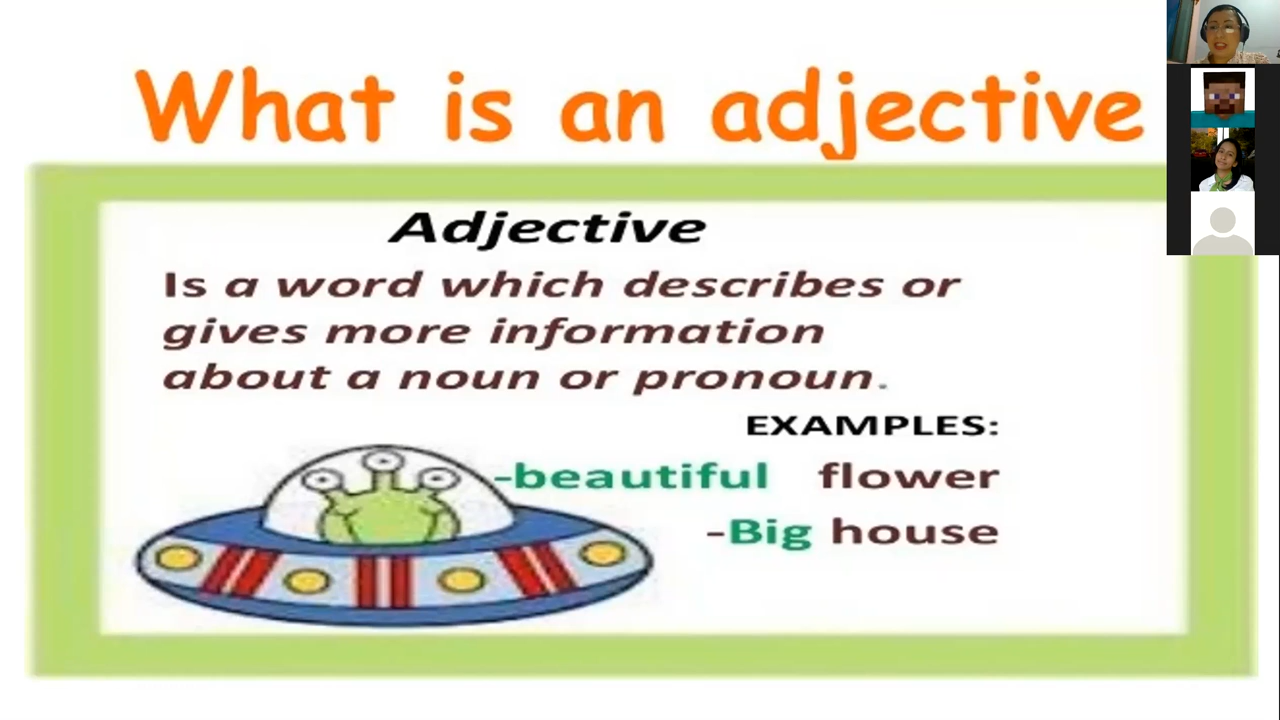 What is an adjective
Adjective
Is a word which describes or
gives more information
about a noun or pronoun.
EXAMPLES:
-beautiful flower
-Big house